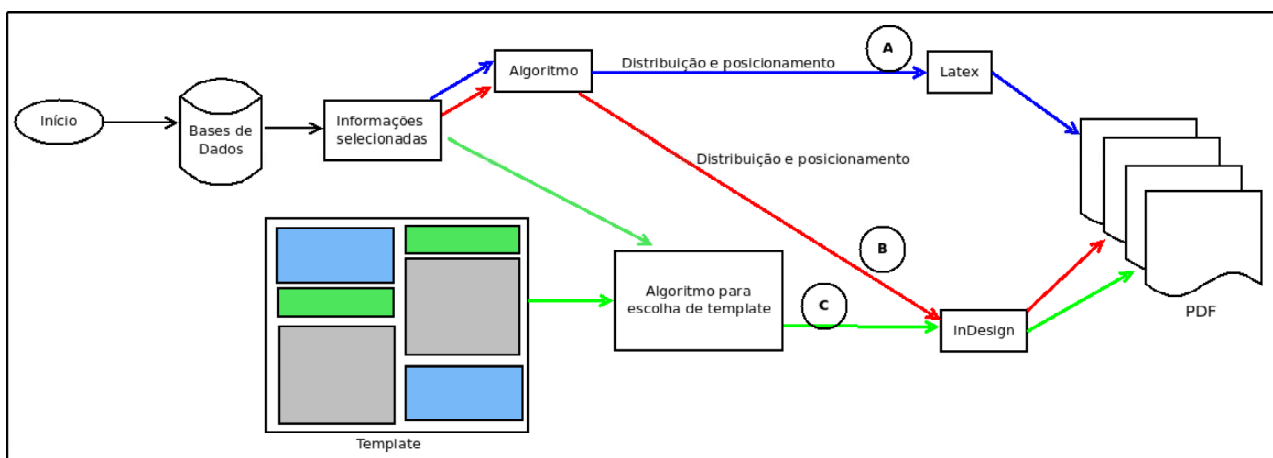 Início
Bases de
Dados
Informações
selecionadas
Algoritmo
Distribuição e posicionamento
A
Latex
Distribuição e posicionamento
B
Algoritmo para
escolha de template
C
InDesign
PDF
Template